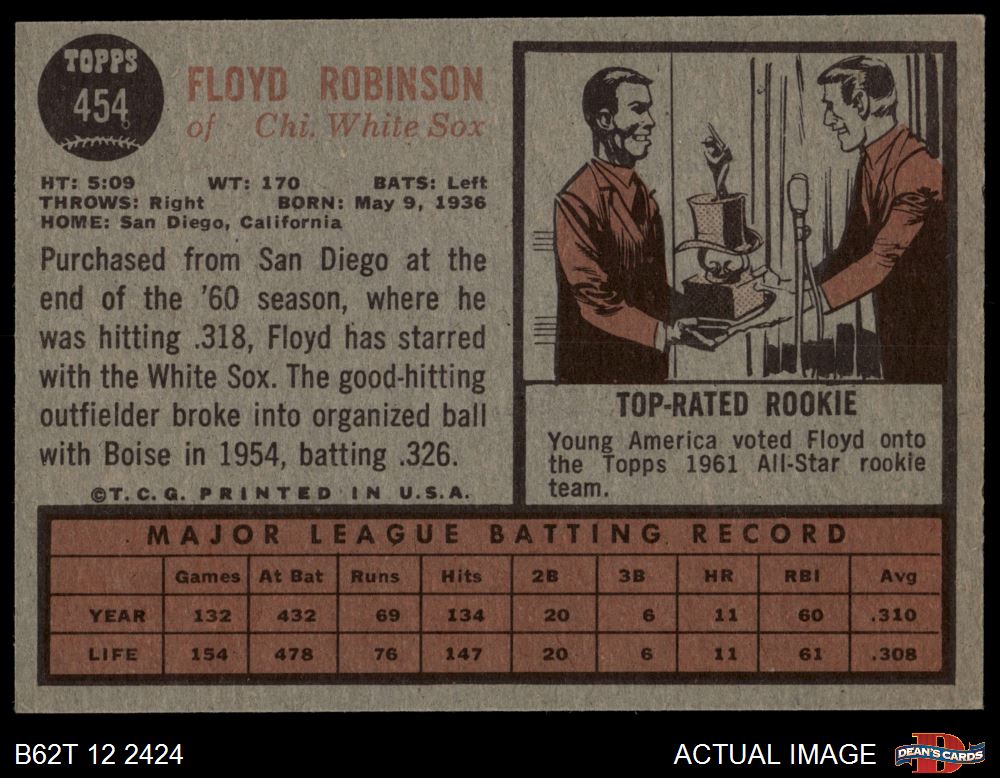 TOPPS
454
FLOYD ROBINSON
of Chi. White Sox
HT: 5:09 WT: 170 BATS: Left
THROWS: Right BORN: May 9, 1936
HOME: San Diego, California
Purchased from San Diego at the
end of the '60 season, where he
was hitting .318, Floyd has starred
with the White Sox. The good-hitting
outfielder broke into organized ball
with Boise in 1954, batting .326.
©T.C.G. PRINTED IN U.S.A.
TOP-RATED ROOKIE
Young America voted Floyd onto
the Topps 1961 All-Star rookie
team.
MAJOR LEAGUE BATTING RECORD
Games At Bat Runs Hits 2B 3B HR RBI Avg
YEAR 132 432 69 134 20 6 11 60 .310
LIFE 154 478 76 147 20 6 11 61 .308
B62T 12 2424
ACTUAL IMAGE
D
DEAN'S CARDS